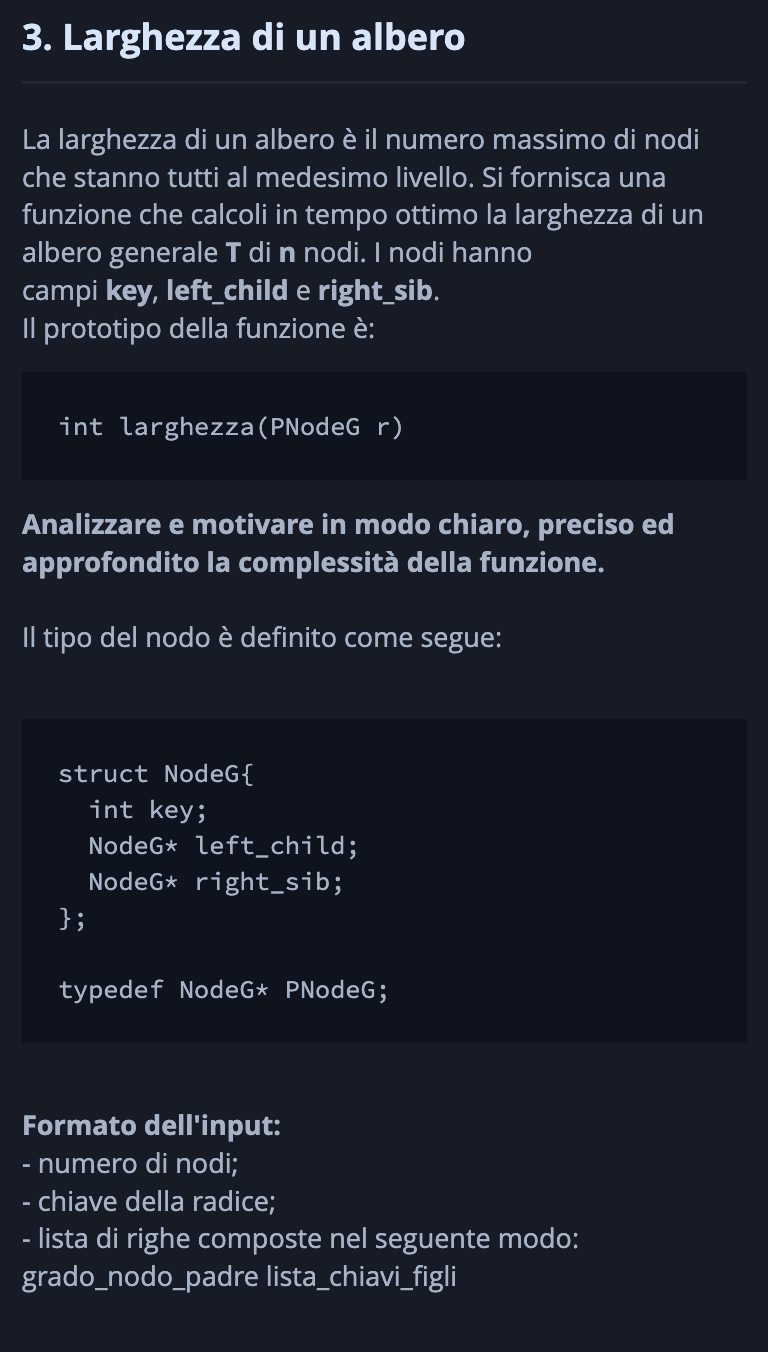 3. Larghezza di un albero
La larghezza di un albero è il numero massimo di nodi
che stanno tutti al medesimo livello. Si fornisca una
funzione che calcoli in tempo ottimo la larghezza di un
albero generale T di n nodi. I nodi hanno
campi key, left_child e right_sib.
Il prototipo della funzione è:
int larghezza(PNodeG r)
Analizzare e motivare in modo chiaro, preciso ed
approfondito la complessità della funzione.
Il tipo del nodo è definito come segue:
struct NodeG{
  int key;
  NodeG* left_child;
  NodeG* right_sib;
};
typedef NodeG* PNodeG;
Formato dell'input:
- numero di nodi;
- chiave della radice;
- lista di righe composte nel seguente modo:
grado_nodo_padre lista_chiavi_figli